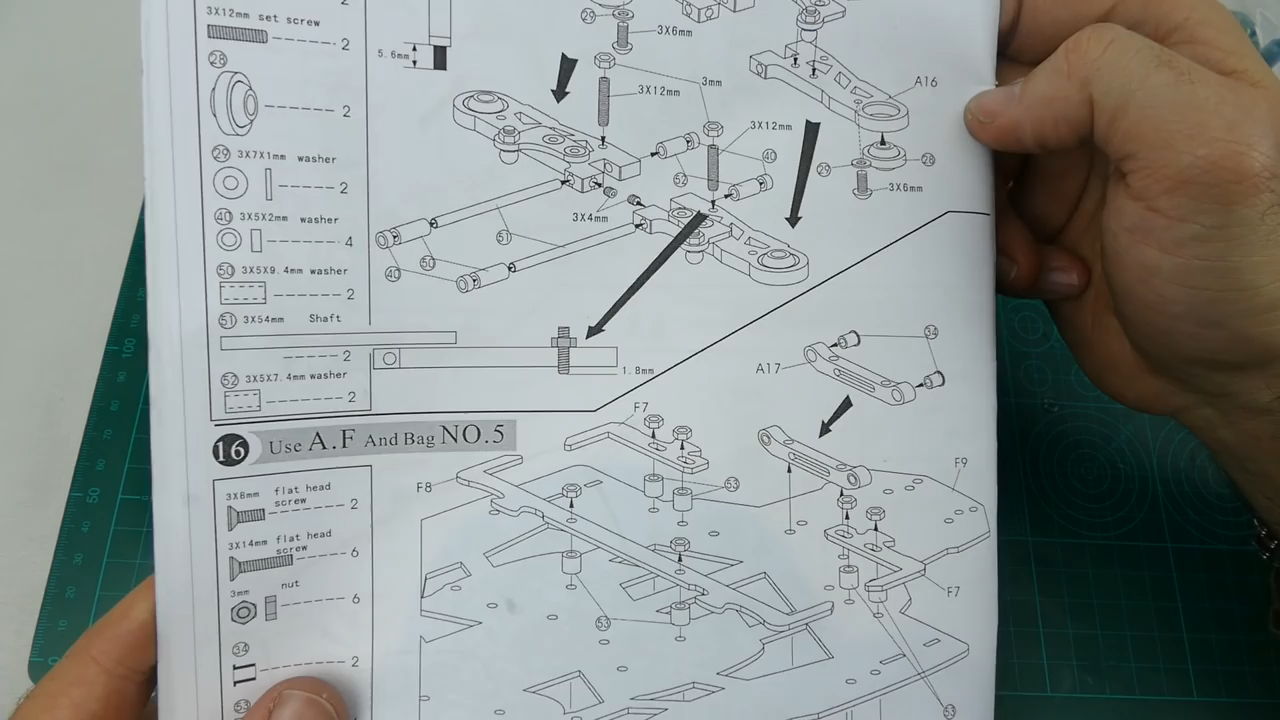 2
3X12mm set screw
2
28
2
29 3X7X1mm washer
2
40 3X5X2mm washer
4
50 3X5X9.4mm washer
2
51 3X54mm Shaft
2
52 3X5X7.4mm washer
2
5.6mm
29
3X6mm
3mm
3X12mm
3X12mm
40
52
3X4mm
51
50
40
A16
29
28
3X6mm
1.8mm
34
A17
16 Use A.F And Bag NO.5
3X8mm flat head
screw
2
3X14mm flat head
screw
6
3mm nut
6
34
2
53
F7
F8
53
F9
53
F7
53